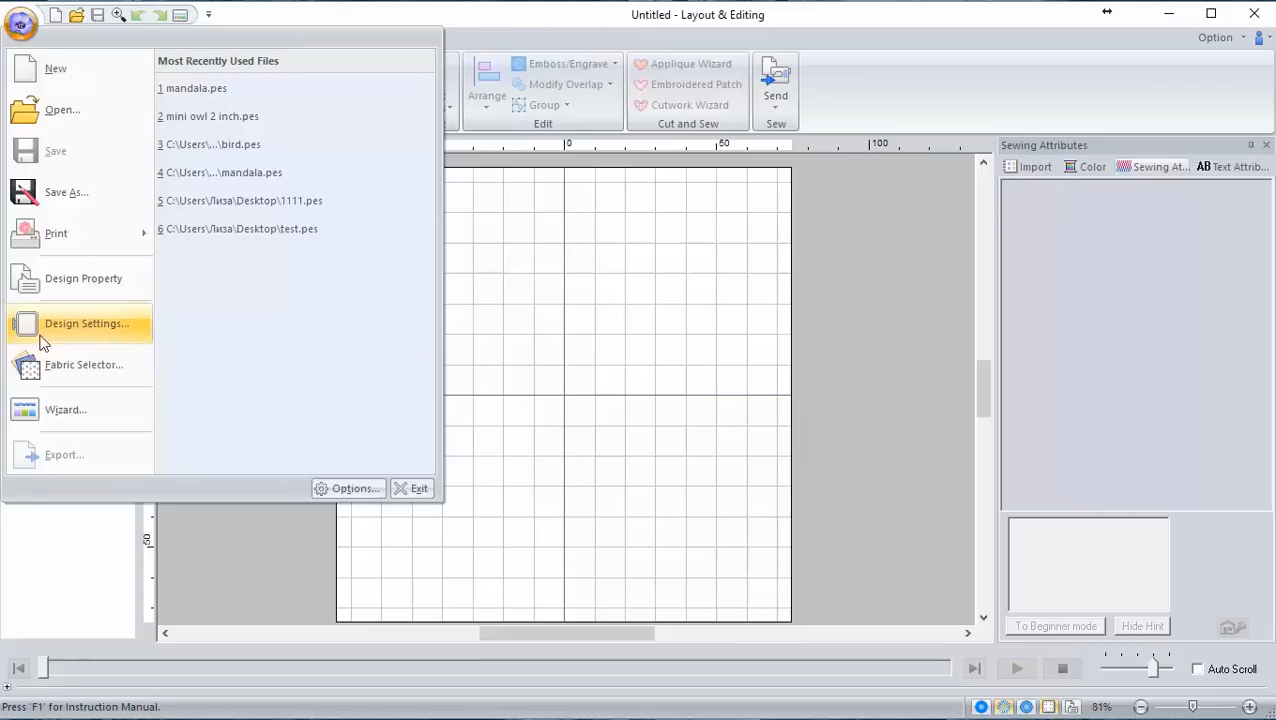 Untitled - Layout & Editing
Option
New
Open...
Save
Save As...
Print
Design Property
Design Settings...
Fabric Selector...
Wizard...
Export...
Most Recently Used Files
1 mandala.pes
2 mini owl 2 inch.pes
3 C:\Users\...\bird.pes
4 C:\Users\...\mandala.pes
5 C:\Users\Лиза\Desktop\1111.pes
6 C:\Users\Лиза\Desktop\test.pes
Options...
Exit
Arrange
Emboss/Engrave
Modify Overlap
Group
Edit
Applique Wizard
Embroidered Patch
Cutwork Wizard
Cut and Sew
Send
Sew
0
50
100
50
Sewing Attributes
Import
Color
Sewing At...
AB Text Attrib...
To Beginner mode
Hide Hint
Auto Scroll
Press 'F1' for Instruction Manual.
81%